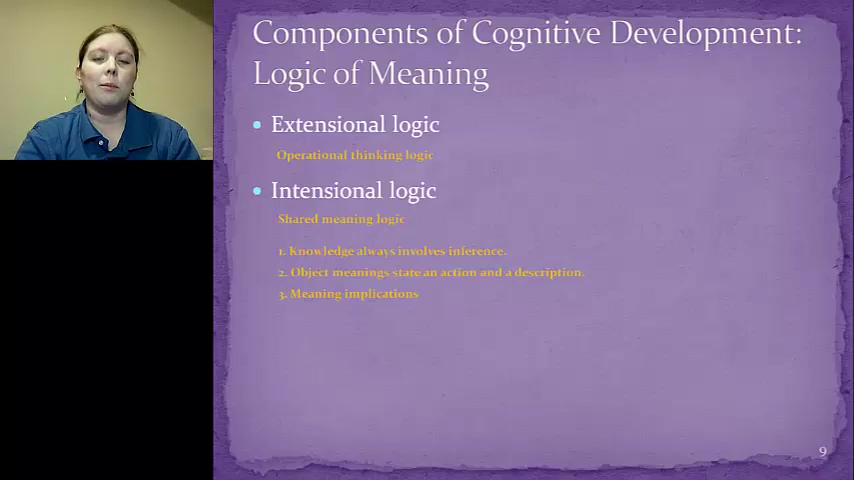 Components of Cognitive Development:
Logic of Meaning
• Extensional logic
Operational thinking logic
• Intensional logic
Shared meaning logic
1. Knowledge always involves inference.
2. Object meanings state an action and a description.
3. Meaning implications
9